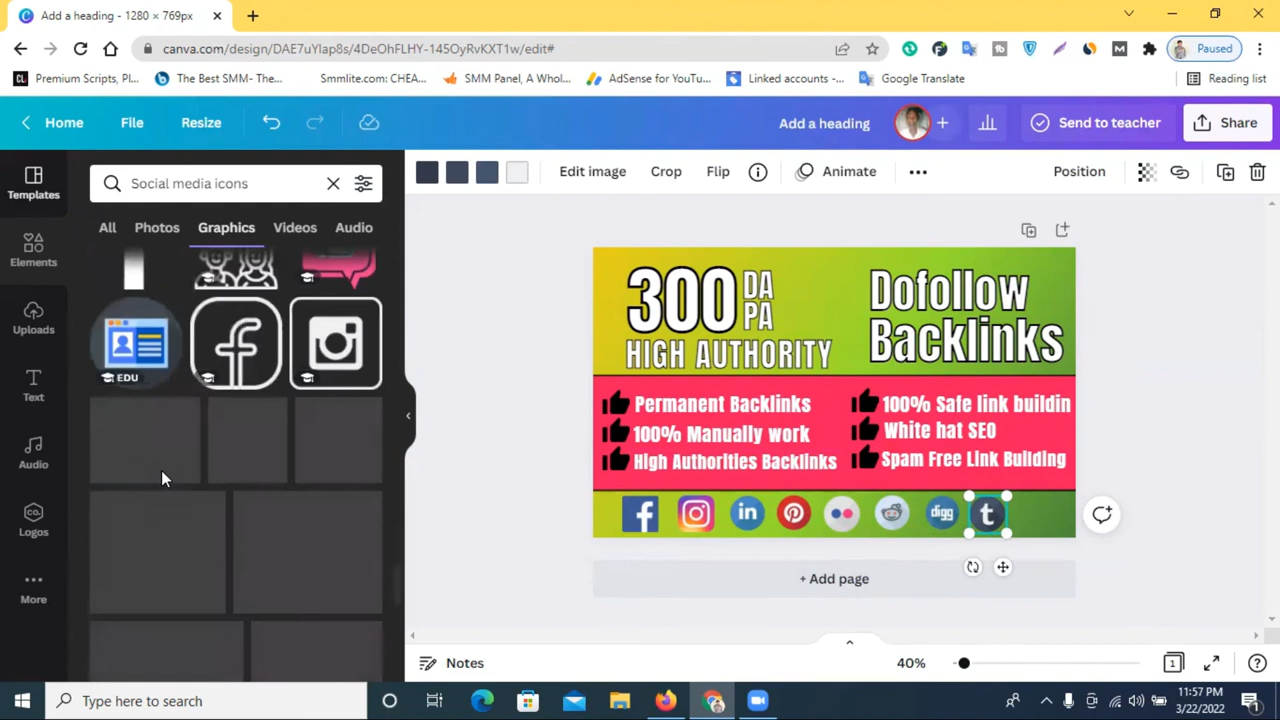 Add a heading - 1280 × 769px
canva.com/design/DAE7uYlap8s/4DeOhFLHY-145OyRvKXT1w/edit#
Paused
Premium Scripts, Pl...
The Best SMM- The...
Smmlite.com: CHEA...
SMM Panel, A Whol...
AdSense for YouTu...
Linked accounts -...
Google Translate
Reading list
Home
File
Resize
Add a heading
Send to teacher
Share
Templates
Elements
Uploads
Text
Audio
Logos
More
Social media icons
All
Photos
Graphics
Videos
Audio
EDU
Edit image
Crop
Flip
Animate
Position
300 DA
PA
HIGH AUTHORITY
Dofollow
Backlinks
Permanent Backlinks
100% Manually work
High Authorities Backlinks
100% Safe link buildin
White hat SEO
Spam Free Link Building
in
digg
t
+ Add page
Notes
40%
1
Type here to search
11:57 PM
3/22/2022
1